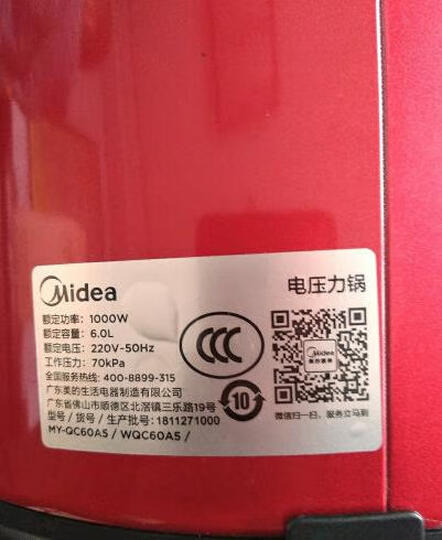 Midea
电压力锅
额定功率：1000W
额定容量：6.0L
额定电压：220V~50Hz
工作压力：70kPa
全国服务热线：400-8899-315
广东美的生活电器制造有限公司
广东省佛山市顺德区北滘镇三乐路19号
型号 / 货号 / 生产批号：1811271000
MY-QC60A5 / WQC60A5 /
CCC
10
Midea
微信扫一扫，服务立马到